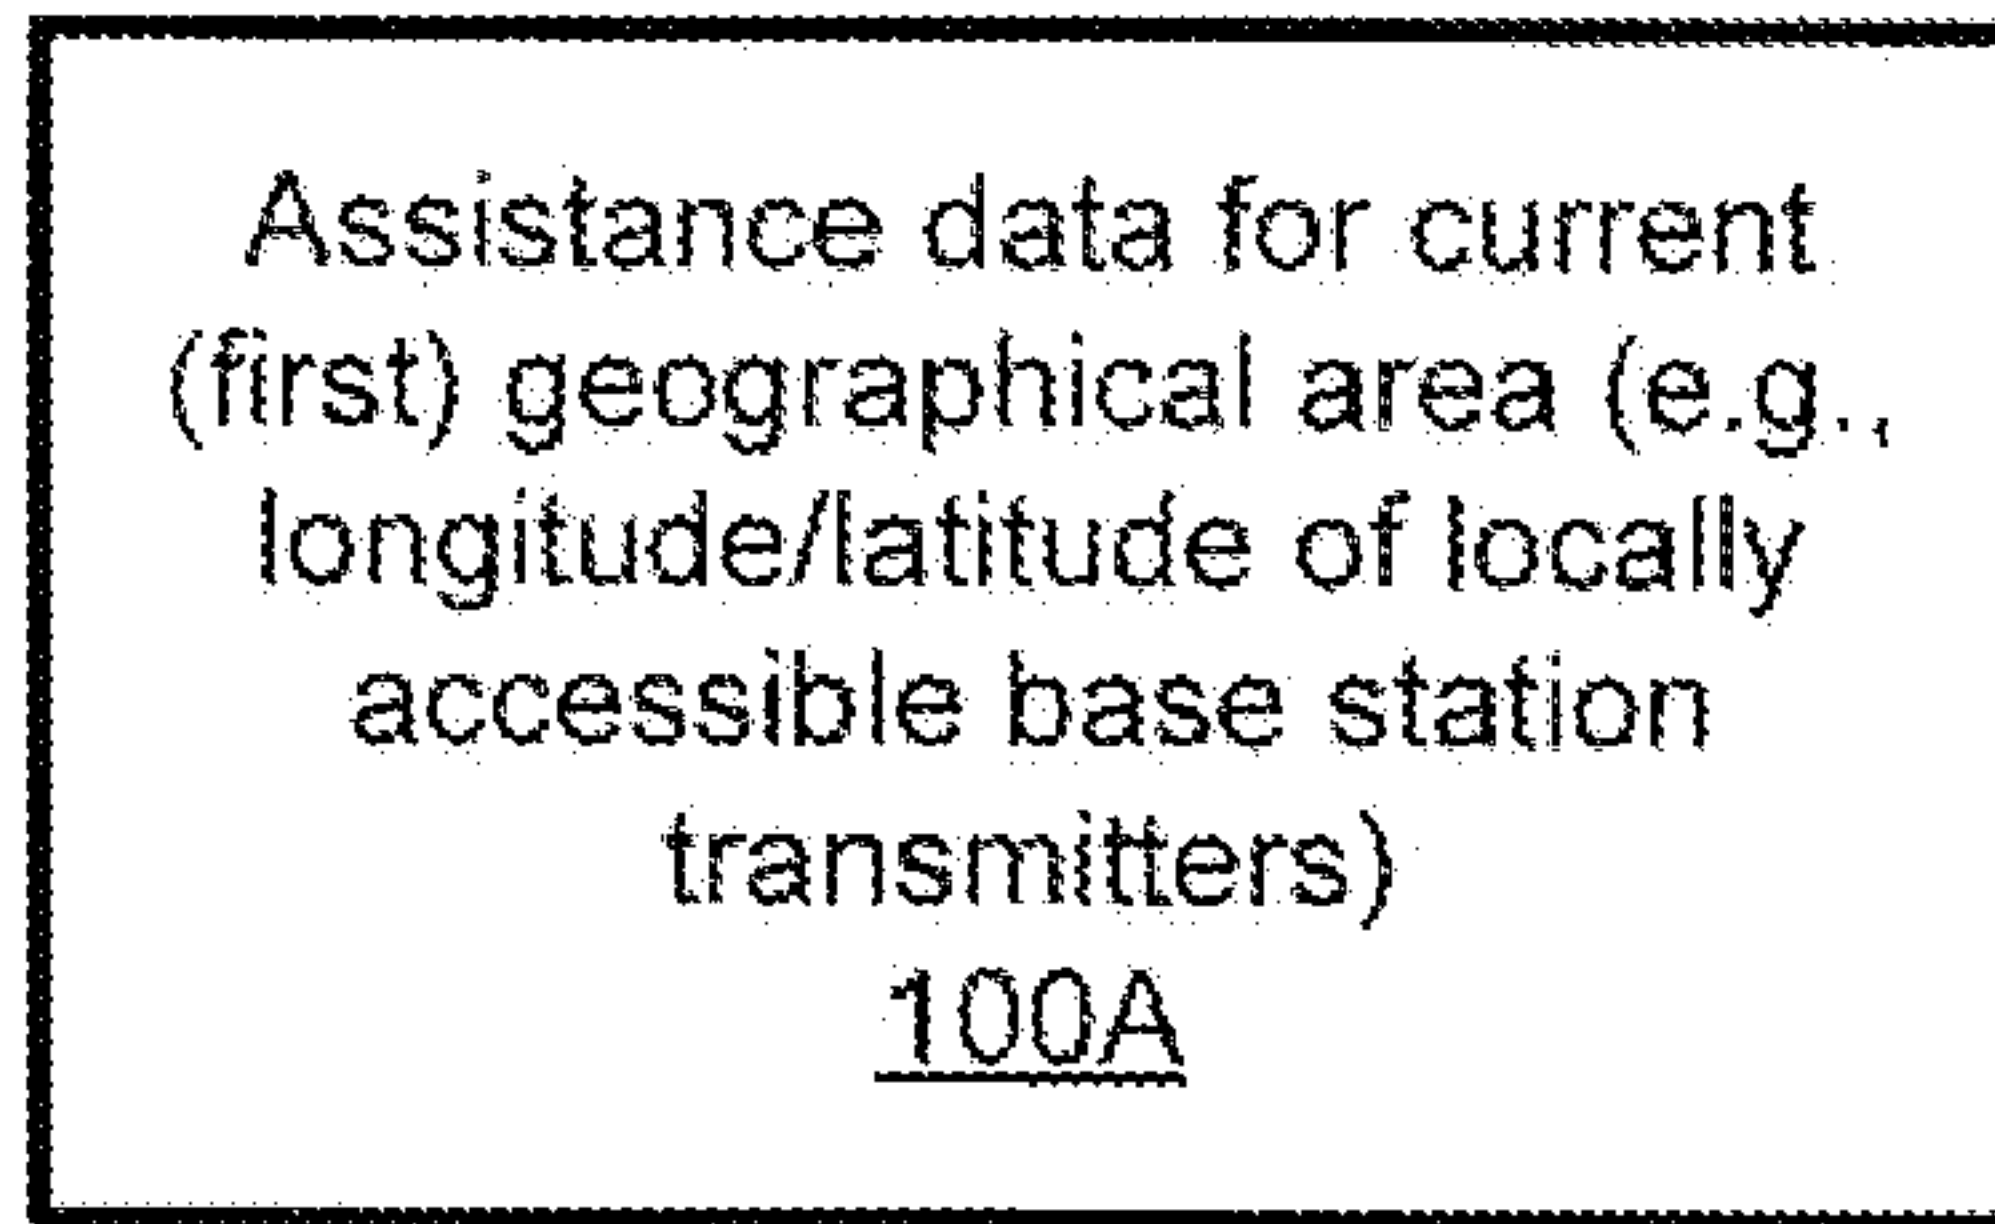 Assistance data for current
(first) geographical area (e.g.,
longitude/latitude of locally
accessible base station
transmitters)
100A